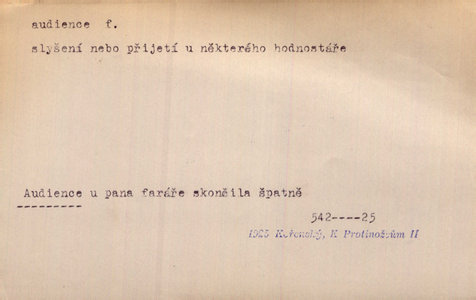 audience f.
slyšení nebo přijetí u některého hodnostáře
Audience u pana faráře skončila špatně
542----25
1925 Kořenský, K Protinožcům II